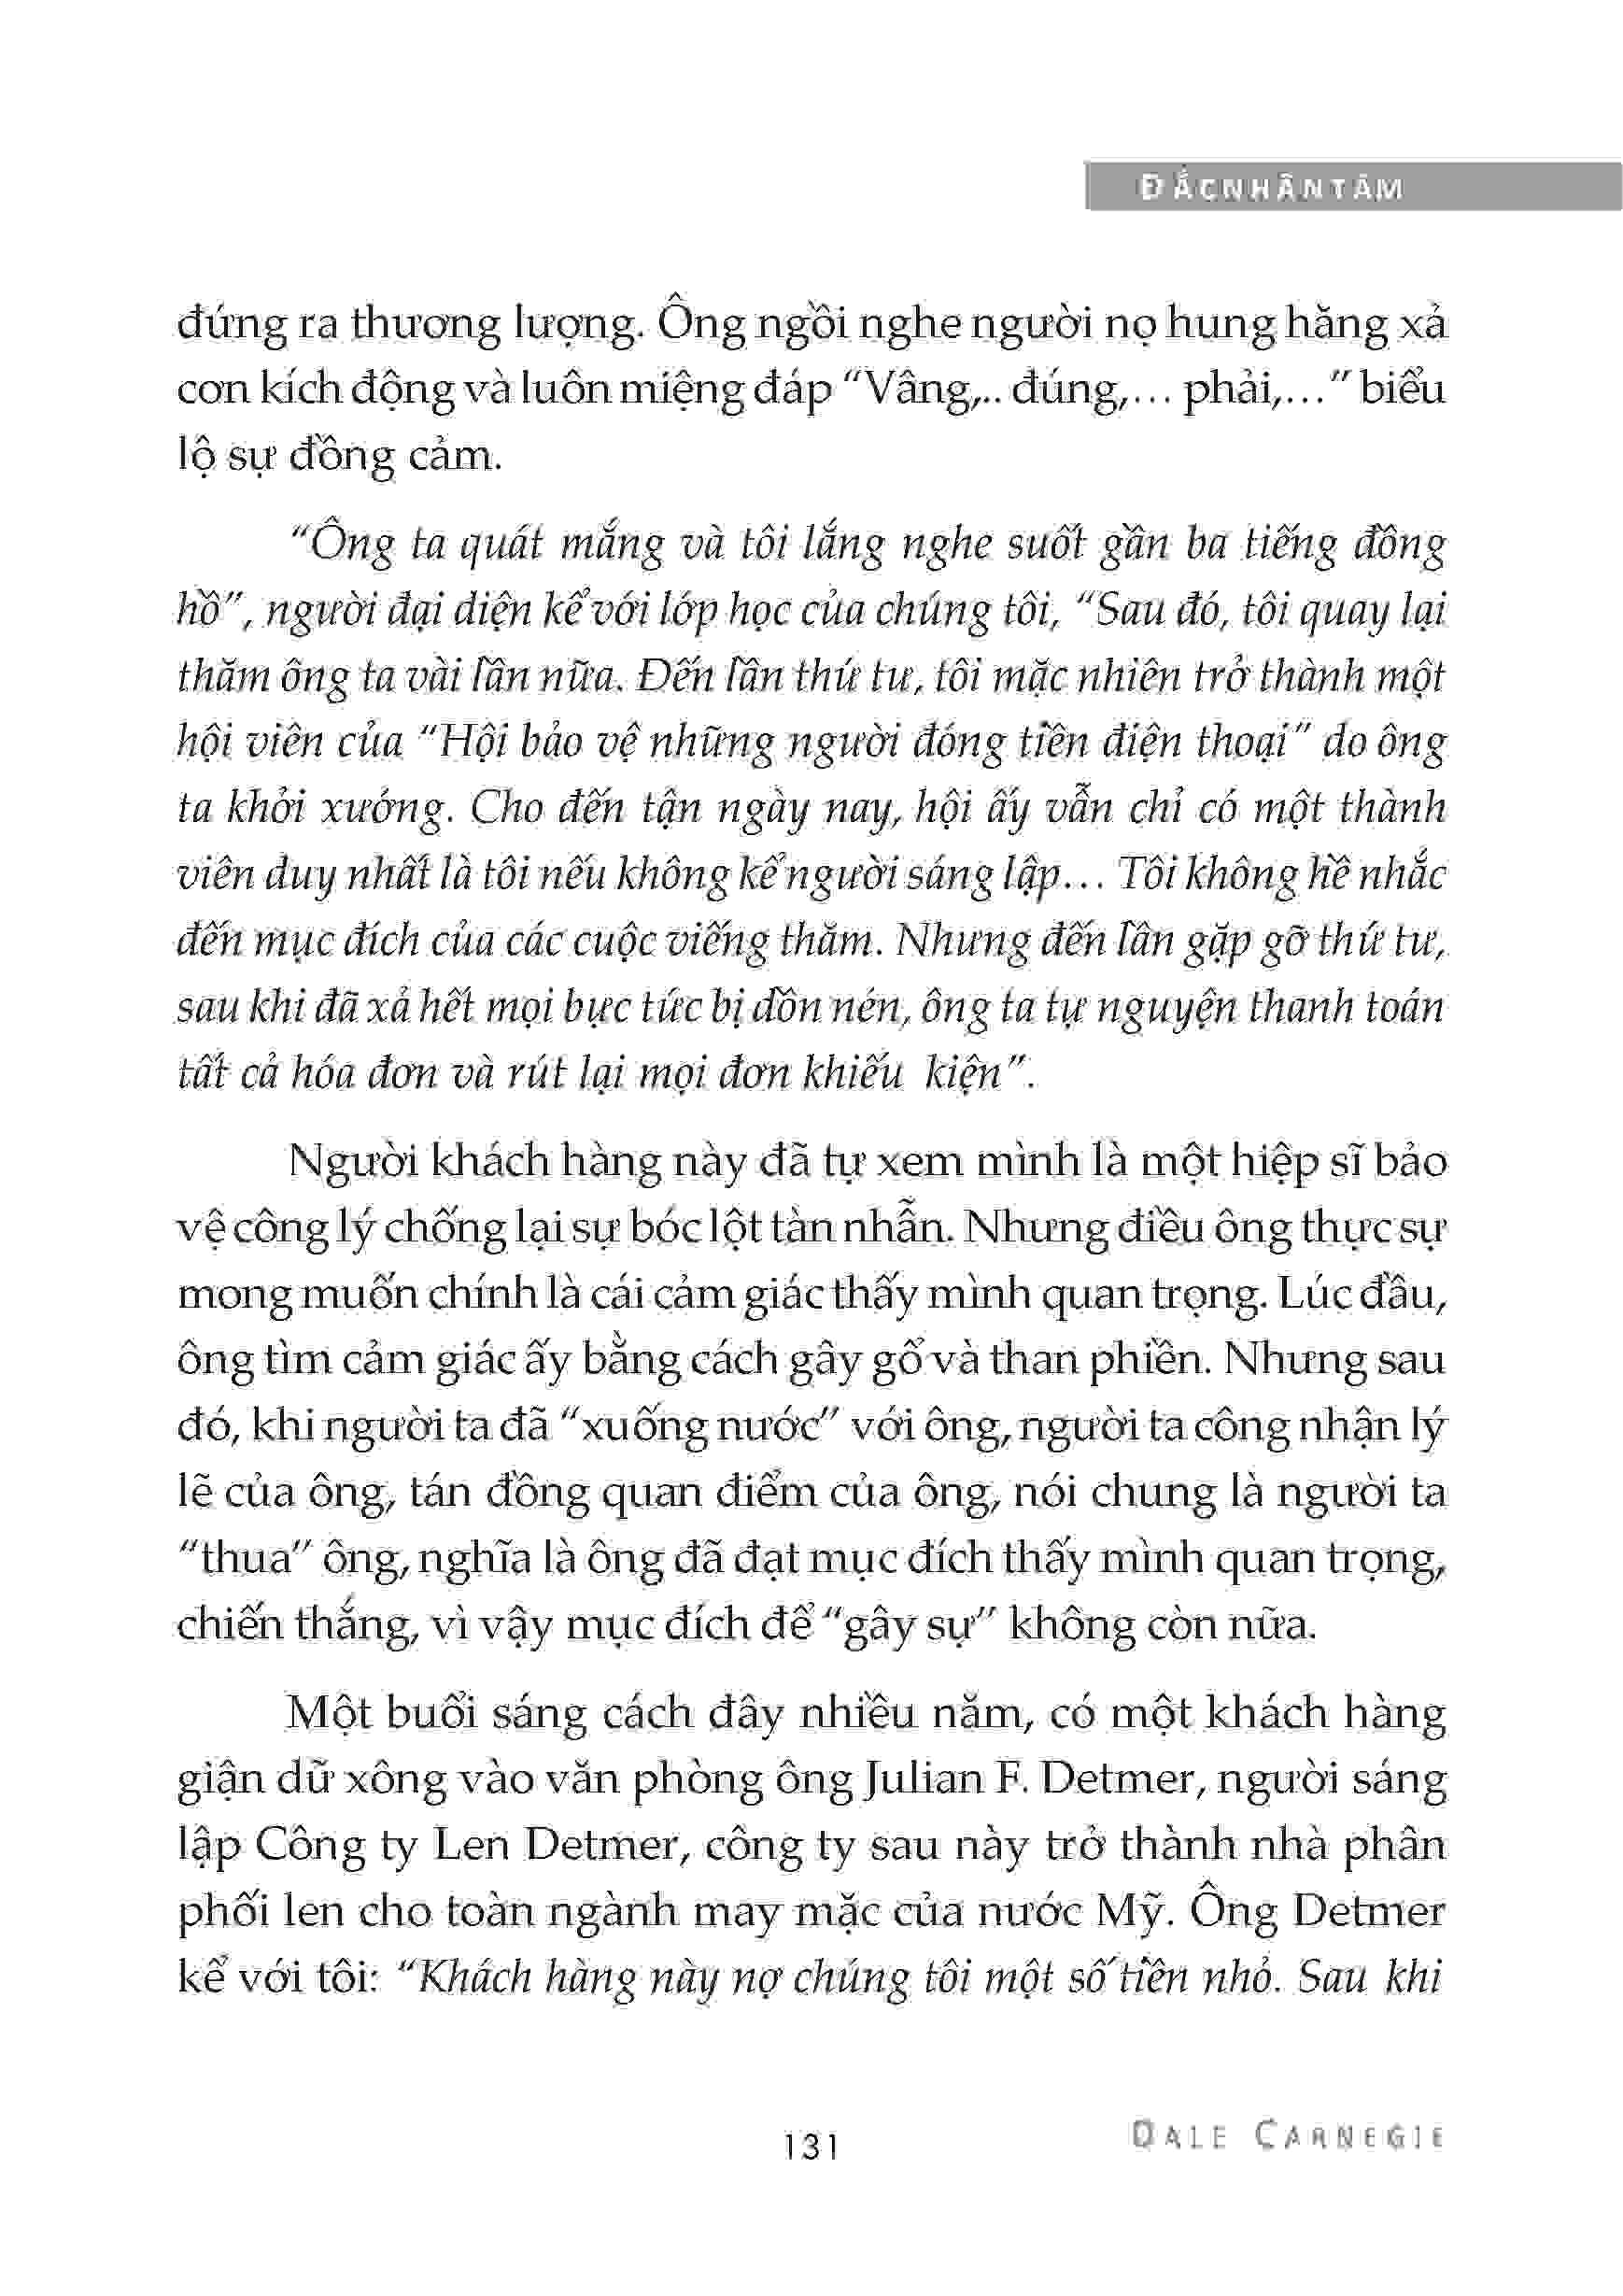 ĐẮCNHÂNTÂM
đứng ra thương lượng. Ông ngồi nghe người nọ hung hăng xả
cơn kích động và luôn miệng đáp “Vâng,.. đúng,… phải,…” biểu
lộ sự đồng cảm.
“Ông ta quát mắng và tôi lắng nghe suốt gần ba tiếng đồng
hồ”, người đại diện kể với lớp học của chúng tôi, “Sau đó, tôi quay lại
thăm ông ta vài lần nữa. Đến lần thứ tư, tôi mặc nhiên trở thành một
hội viên của “Hội bảo vệ những người đóng tiền điện thoại” do ông
ta khởi xướng. Cho đến tận ngày nay, hội ấy vẫn chỉ có một thành
viên duy nhất là tôi nếu không kể người sáng lập… Tôi không hề nhắc
đến mục đích của các cuộc viếng thăm. Nhưng đến lần gặp gỡ thứ tư,
sau khi đã xả hết mọi bực tức bị dồn nén, ông ta tự nguyện thanh toán
tất cả hóa đơn và rút lại mọi đơn khiếu kiện”.
Người khách hàng này đã tự xem mình là một hiệp sĩ bảo
vệ công lý chống lại sự bóc lột tàn nhẫn. Nhưng điều ông thực sự
mong muốn chính là cái cảm giác thấy mình quan trọng. Lúc đầu,
ông tìm cảm giác ấy bằng cách gây gổ và than phiền. Nhưng sau
đó, khi người ta đã “xuống nước” với ông, người ta công nhận lý
lẽ của ông, tán đồng quan điểm của ông, nói chung là người ta
“thua” ông, nghĩa là ông đã đạt mục đích thấy mình quan trọng,
chiến thắng, vì vậy mục đích để “gây sự” không còn nữa.
Một buổi sáng cách đây nhiều năm, có một khách hàng
giận dữ xông vào văn phòng ông Julian F. Detmer, người sáng
lập Công ty Len Detmer, công ty sau này trở thành nhà phân
phối len cho toàn ngành may mặc của nước Mỹ. Ông Detmer
kể với tôi: “Khách hàng này nợ chúng tôi một số tiền nhỏ. Sau khi
131
DALE CARNEGIE